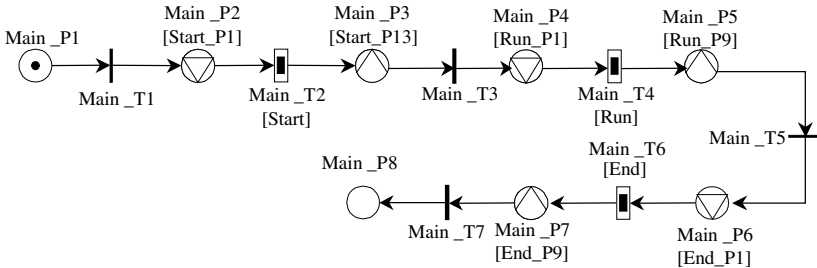 Main _P1
Main _T1
Main _P2
[Start_P1]
Main _T2
[Start]
Main _P3
[Start_P13]
Main _T3
Main _P4
[Run_P1]
Main _T4
[Run]
Main _P5
[Run_P9]
Main _T5
Main _P6
[End_P1]
Main _T6
[End]
Main _P7
[End_P9]
Main _T7
Main _P8